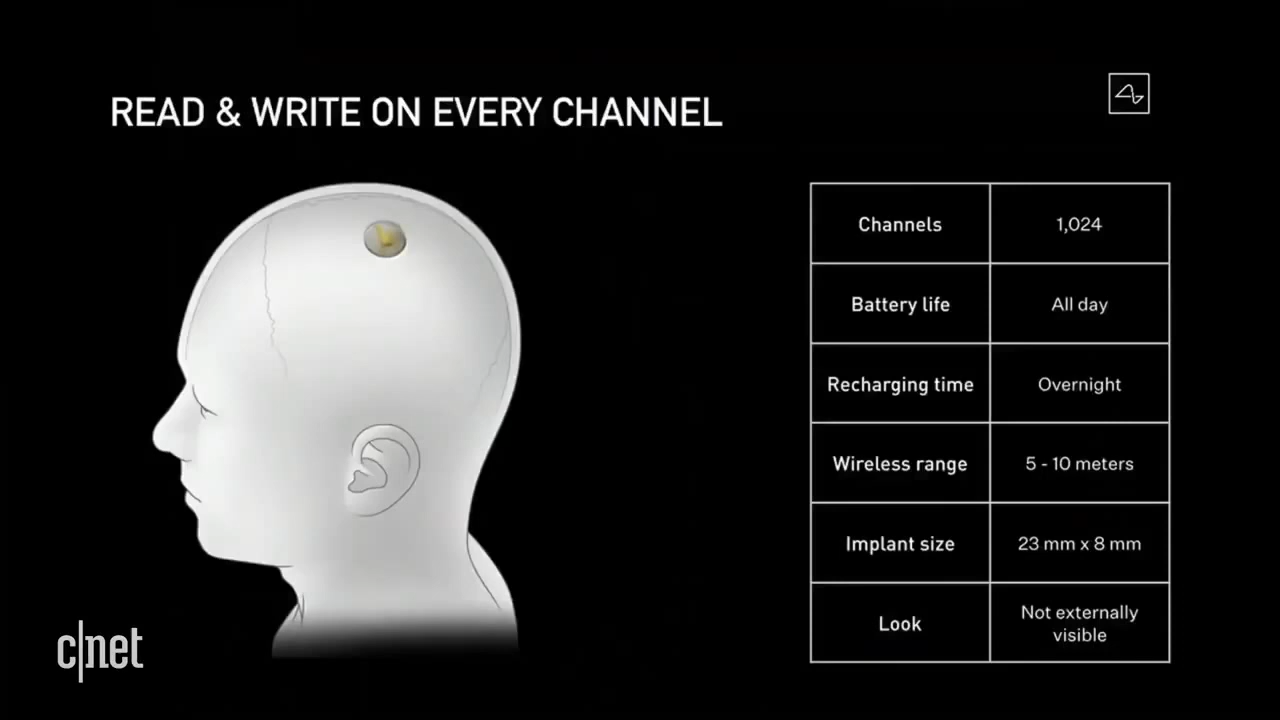 READ & WRITE ON EVERY CHANNEL
Channels 1,024
Battery life All day
Recharging time Overnight
Wireless range 5 - 10 meters
Implant size 23 mm x 8 mm
Look Not externally
visible
c|net